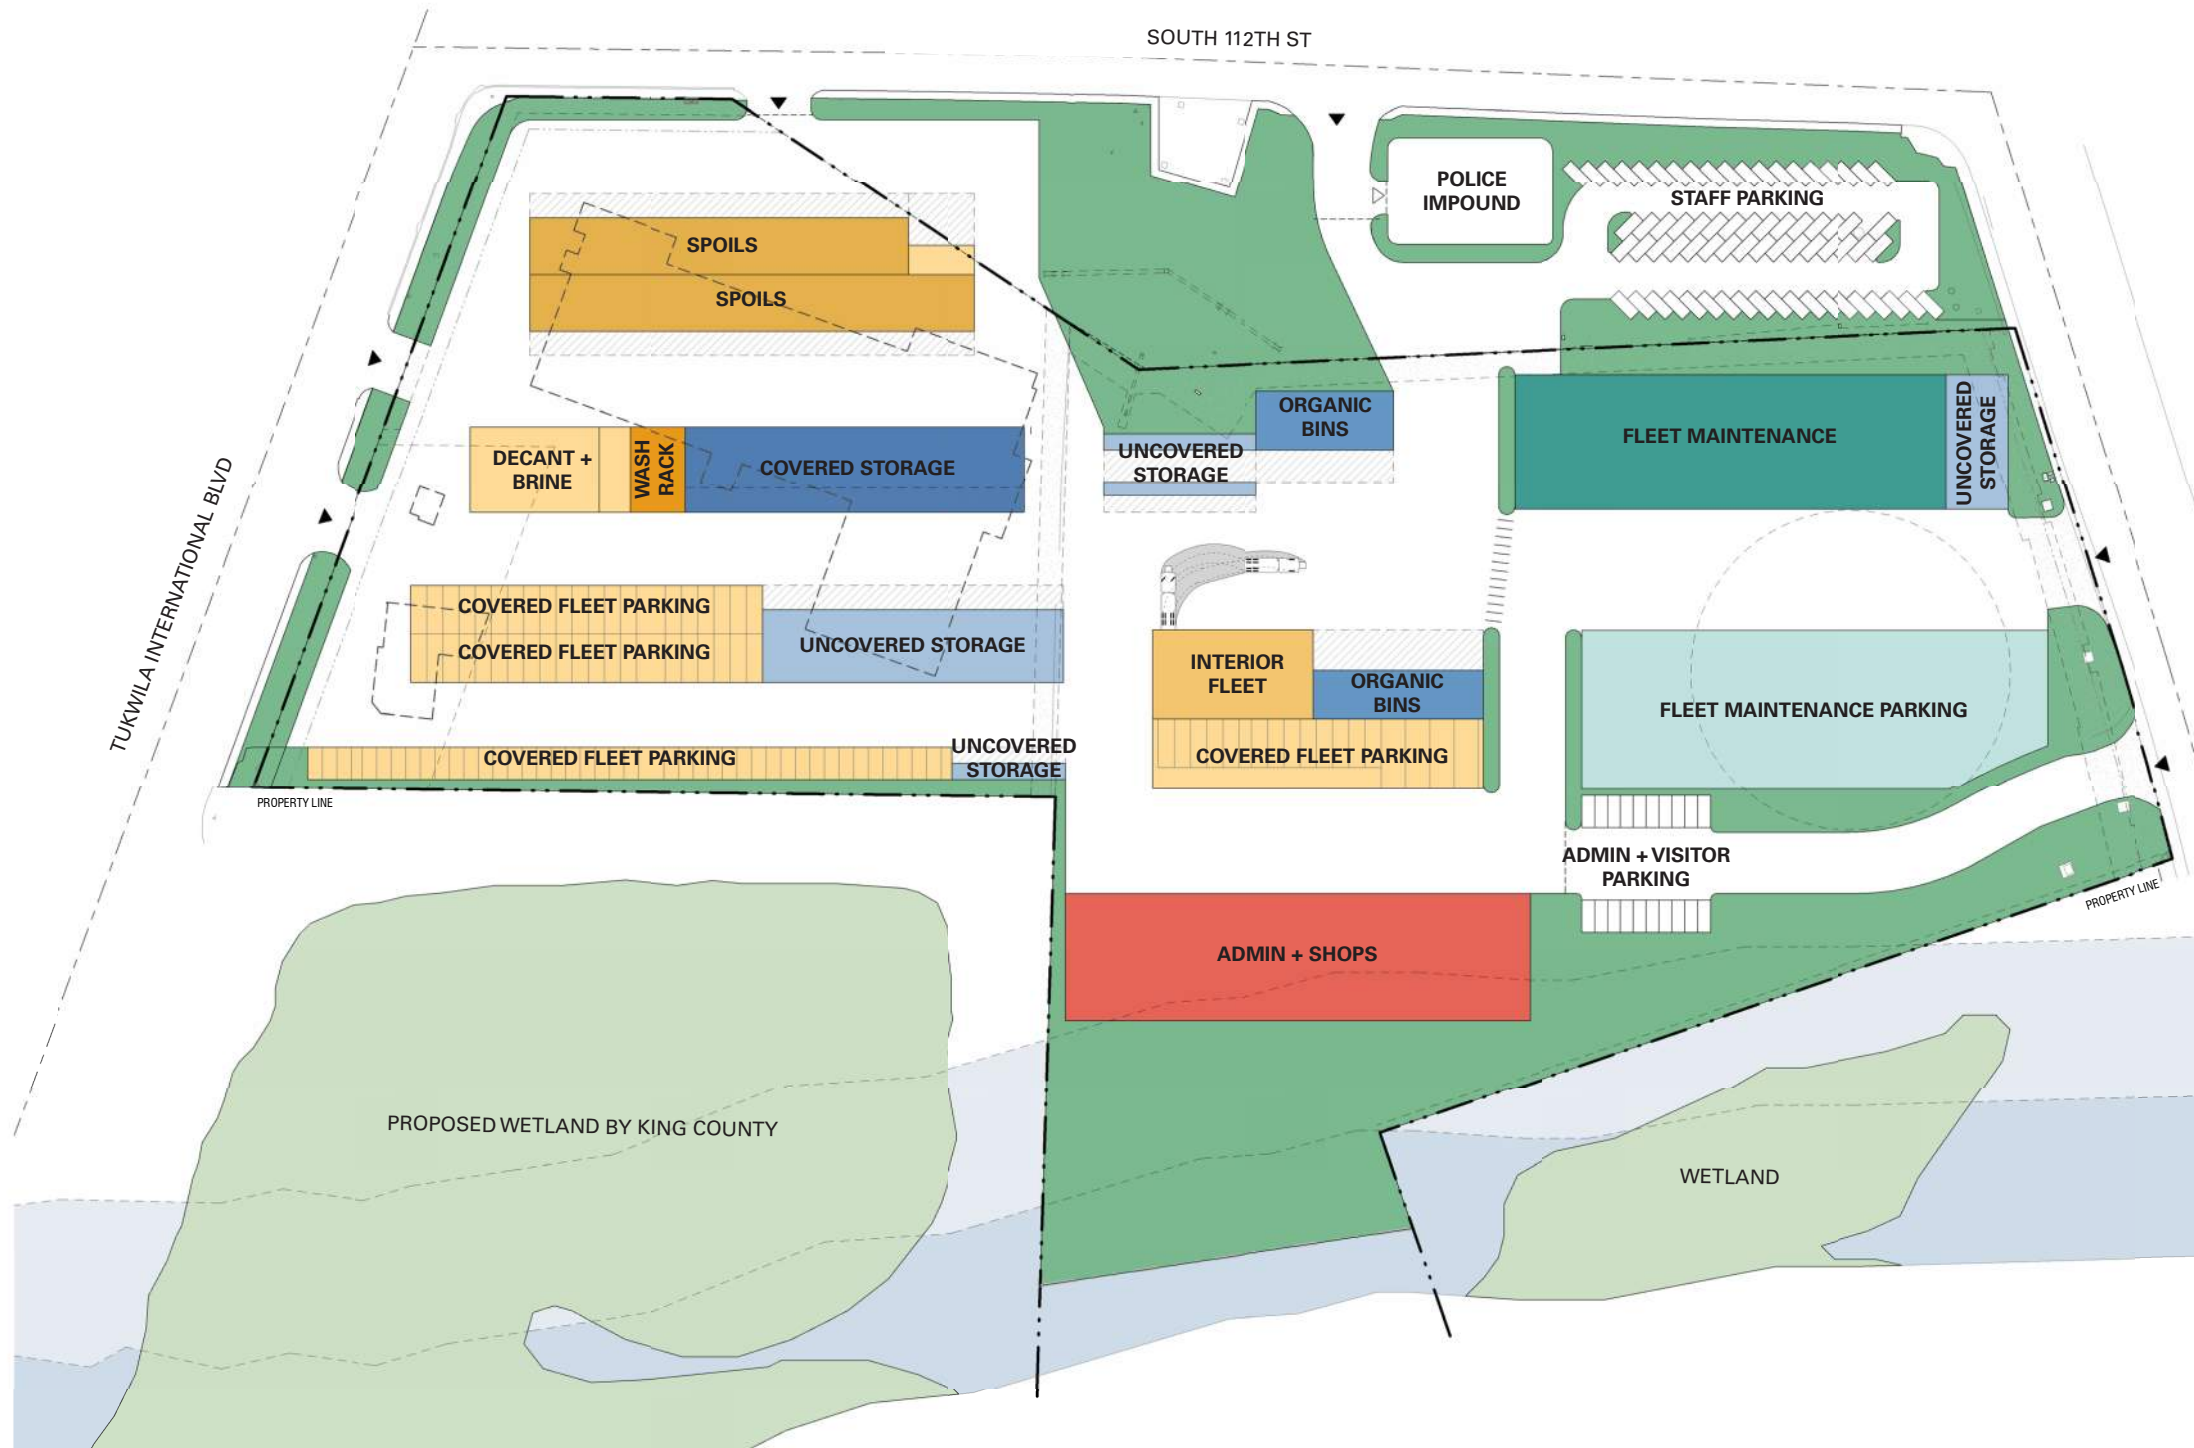 SOUTH 112TH ST
POLICE
IMPOUND
STAFF PARKING
SPOILS
SPOILS
ORGANIC
BINS
UNCOVERED
STORAGE
FLEET MAINTENANCE
UNCOVERED
STORAGE
DECANT +
BRINE
WASH
RACK
COVERED STORAGE
TUKWILA INTERNATIONAL BLVD
COVERED FLEET PARKING
COVERED FLEET PARKING
UNCOVERED STORAGE
INTERIOR
FLEET
ORGANIC
BINS
COVERED FLEET PARKING
FLEET MAINTENANCE PARKING
COVERED FLEET PARKING
UNCOVERED
STORAGE
PROPERTY LINE
ADMIN + VISITOR
PARKING
PROPERTY LINE
ADMIN + SHOPS
PROPOSED WETLAND BY KING COUNTY
WETLAND